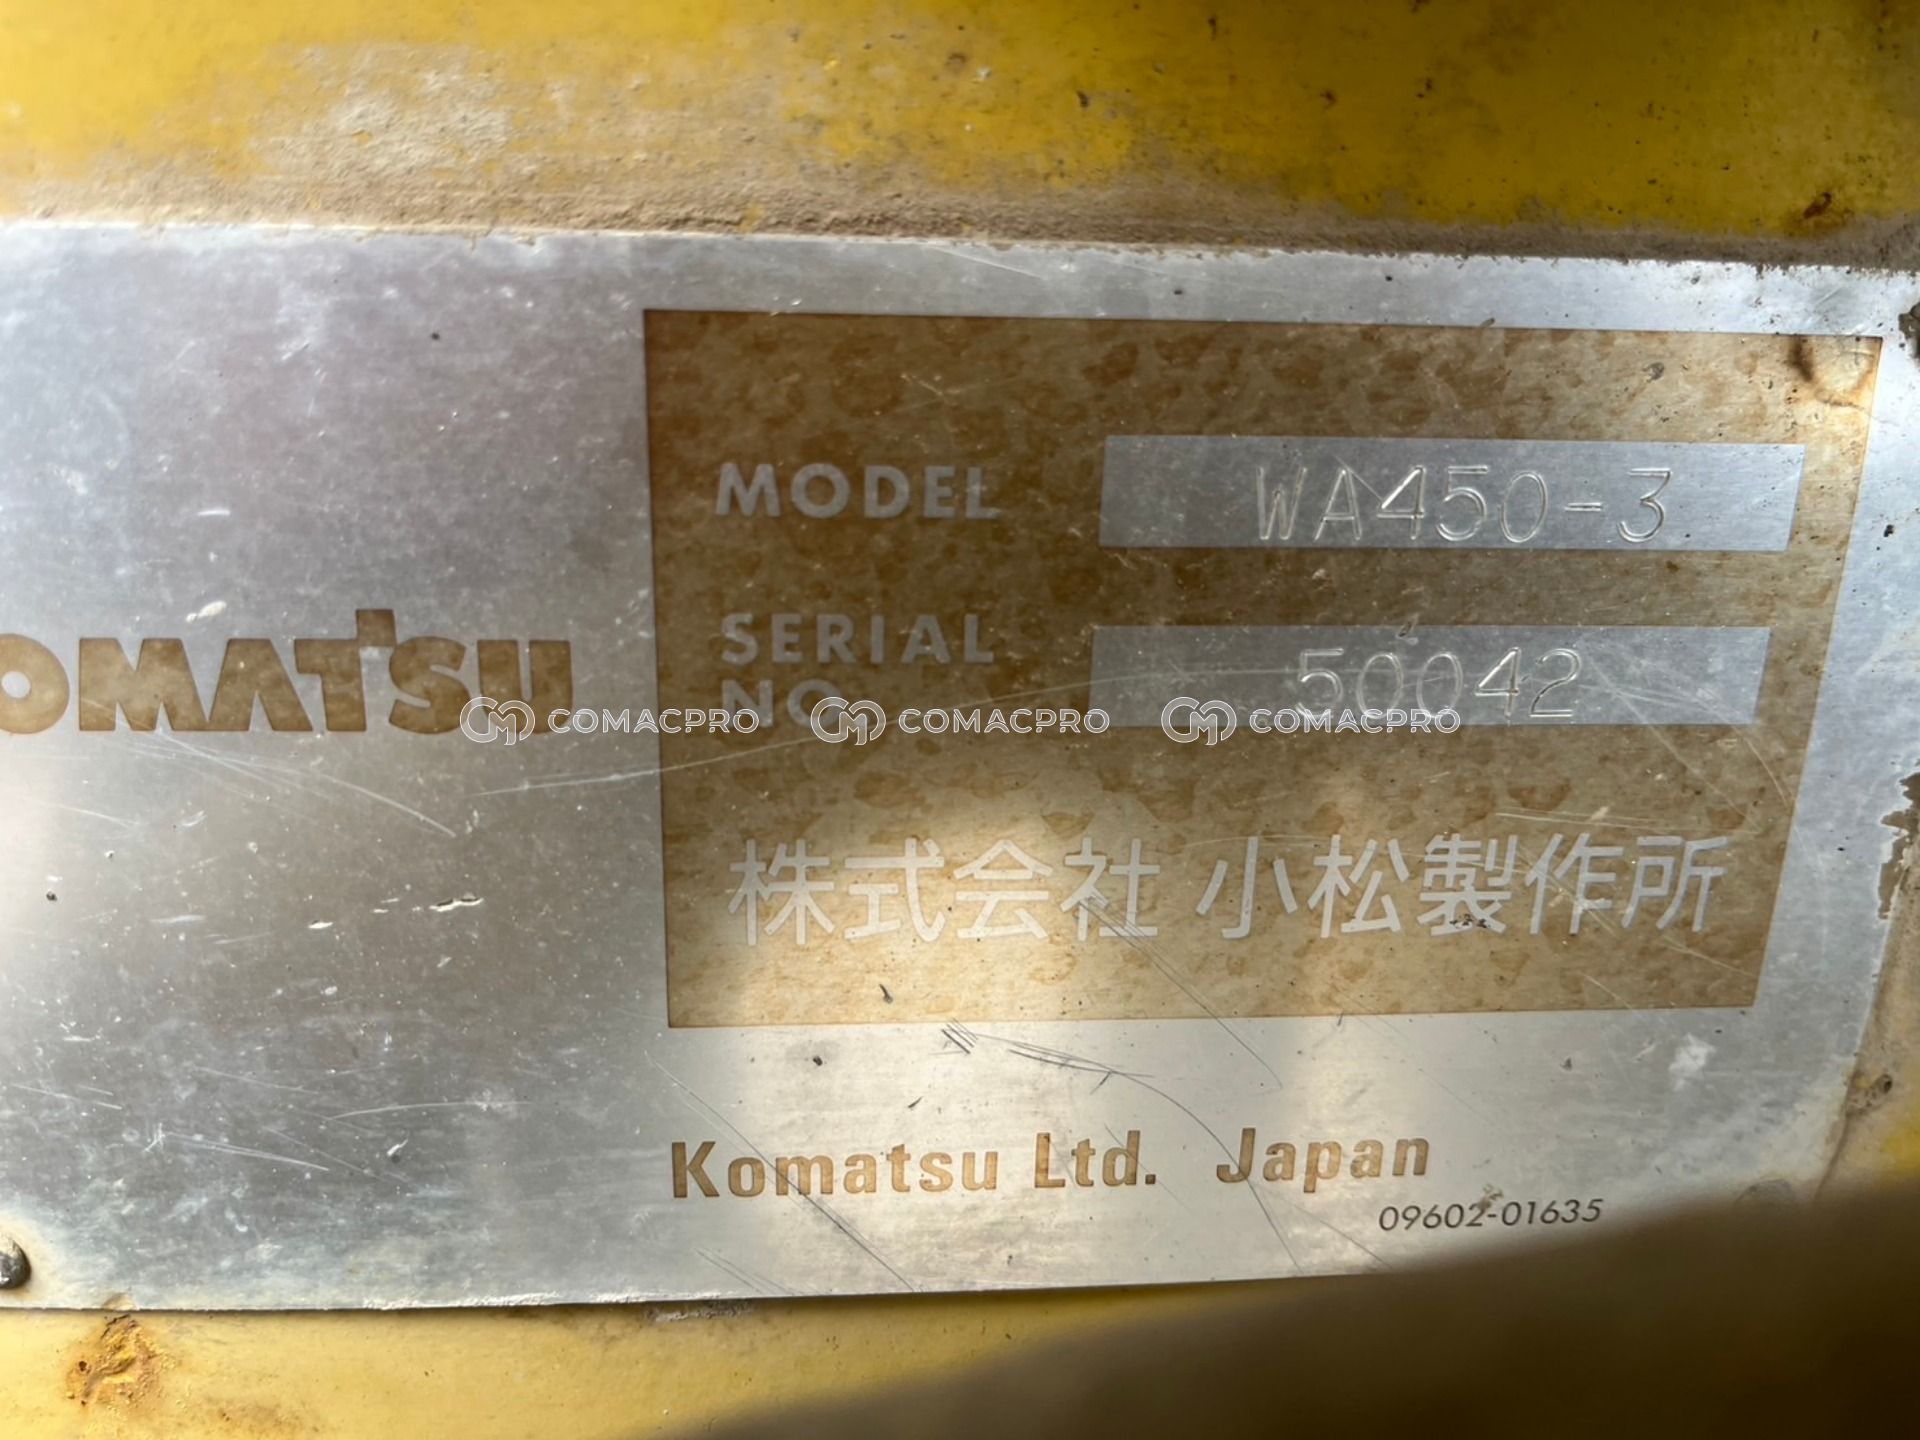 MODEL WA450-3
SERIAL
NO. 50042
OMATSU
COMACPRO COMACPRO COMACPRO
株式会社 小松製作所
Komatsu Ltd. Japan
09602-01635